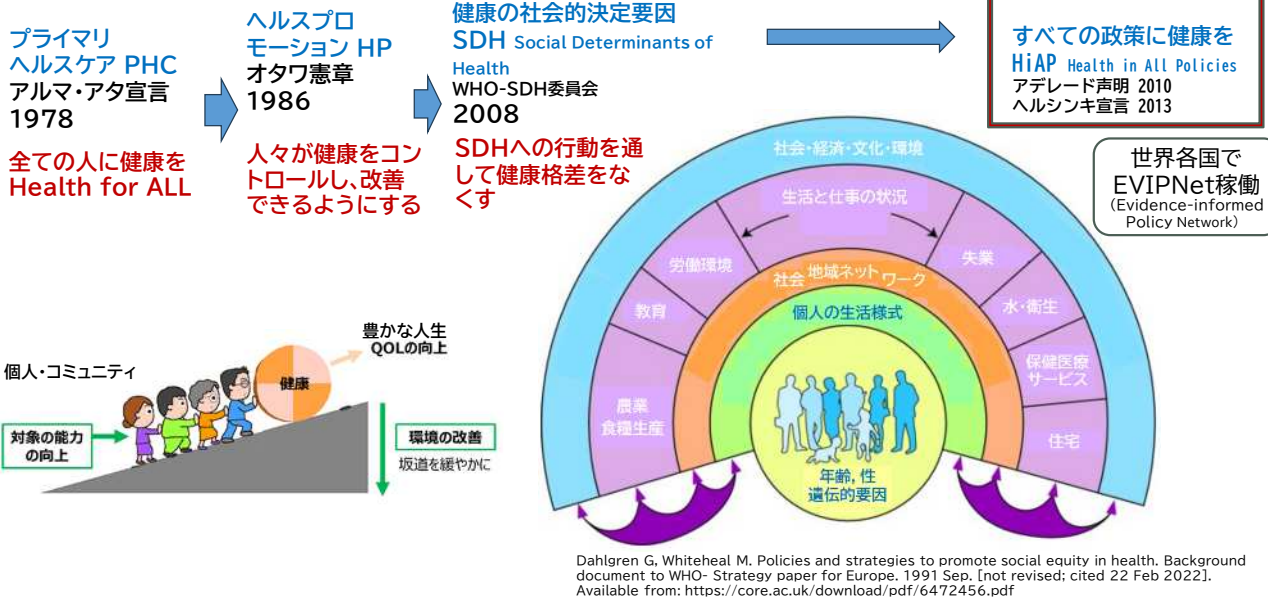 プライマリ
ヘルスケア PHC
アルマ・アタ宣言
1978
全ての人に健康を
Health for ALL
ヘルスプロ
モーション HP
オタワ憲章
1986
人々が健康をコン
トロールし、改善
できるようにする
健康の社会的決定要因
SDH Social Determinants of
Health
WHO-SDH委員会
2008
SDHへの行動を通
して健康格差をな
くす
すべての政策に健康を
HiAP Health in All Policies
アデレード声明 2010
ヘルシンキ宣言 2013
世界各国で
EVIPNet稼働
(Evidence-informed
Policy Network)
個人・コミュニティ
健康
豊かな人生
QOLの向上
対象の能力
の向上
環境の改善
坂道を緩やかに
社会・経済・文化・環境
生活と仕事の状況
労働環境
失業
教育
水・衛生
農業
食糧生産
保健医療
サービス
住宅
社会 地域ネット ワーク
個人の生活様式
年齢, 性
遺伝的要因
Dahlgren G, Whiteheal M. Policies and strategies to promote social equity in health. Background
document to WHO- Strategy paper for Europe. 1991 Sep. [not revised; cited 22 Feb 2022].
Available from: https://core.ac.uk/download/pdf/6472456.pdf